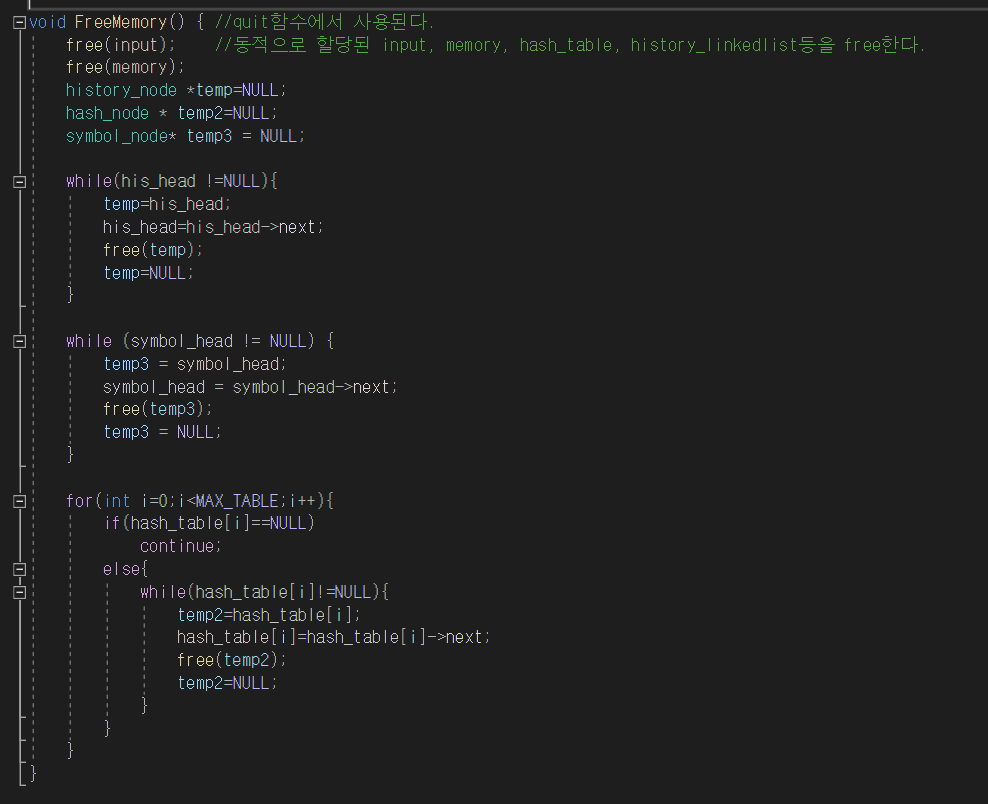 void FreeMemory() { //quit함수에서 사용된다.
free(input);    //동적으로 할당된 input, memory, hash_table, history_linkedlist등을 free한다.
free(memory);
history_node *temp=NULL;
hash_node * temp2=NULL;
symbol_node* temp3 = NULL;
while(his_head !=NULL){
temp=his_head;
his_head=his_head->next;
free(temp);
temp=NULL;
}
while (symbol_head != NULL) {
temp3 = symbol_head;
symbol_head = symbol_head->next;
free(temp3);
temp3 = NULL;
}
for(int i=0;i<MAX_TABLE;i++){
if(hash_table[i]==NULL)
continue;
else{
while(hash_table[i]!=NULL){
temp2=hash_table[i];
hash_table[i]=hash_table[i]->next;
free(temp2);
temp2=NULL;
}
}
}
}